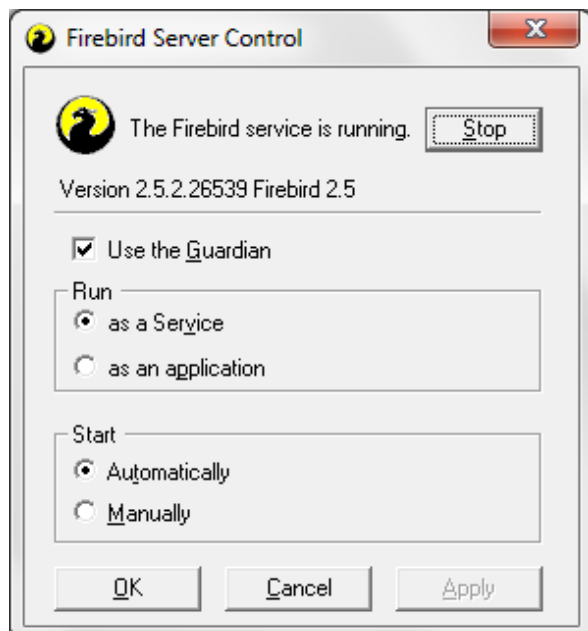 Firebird Server Control
The Firebird service is running.
Stop
Version 2.5.2.26539 Firebird 2.5
Use the Guardian
Run
as a Service
as an application
Start
Automatically
Manually
OK
Cancel
Apply